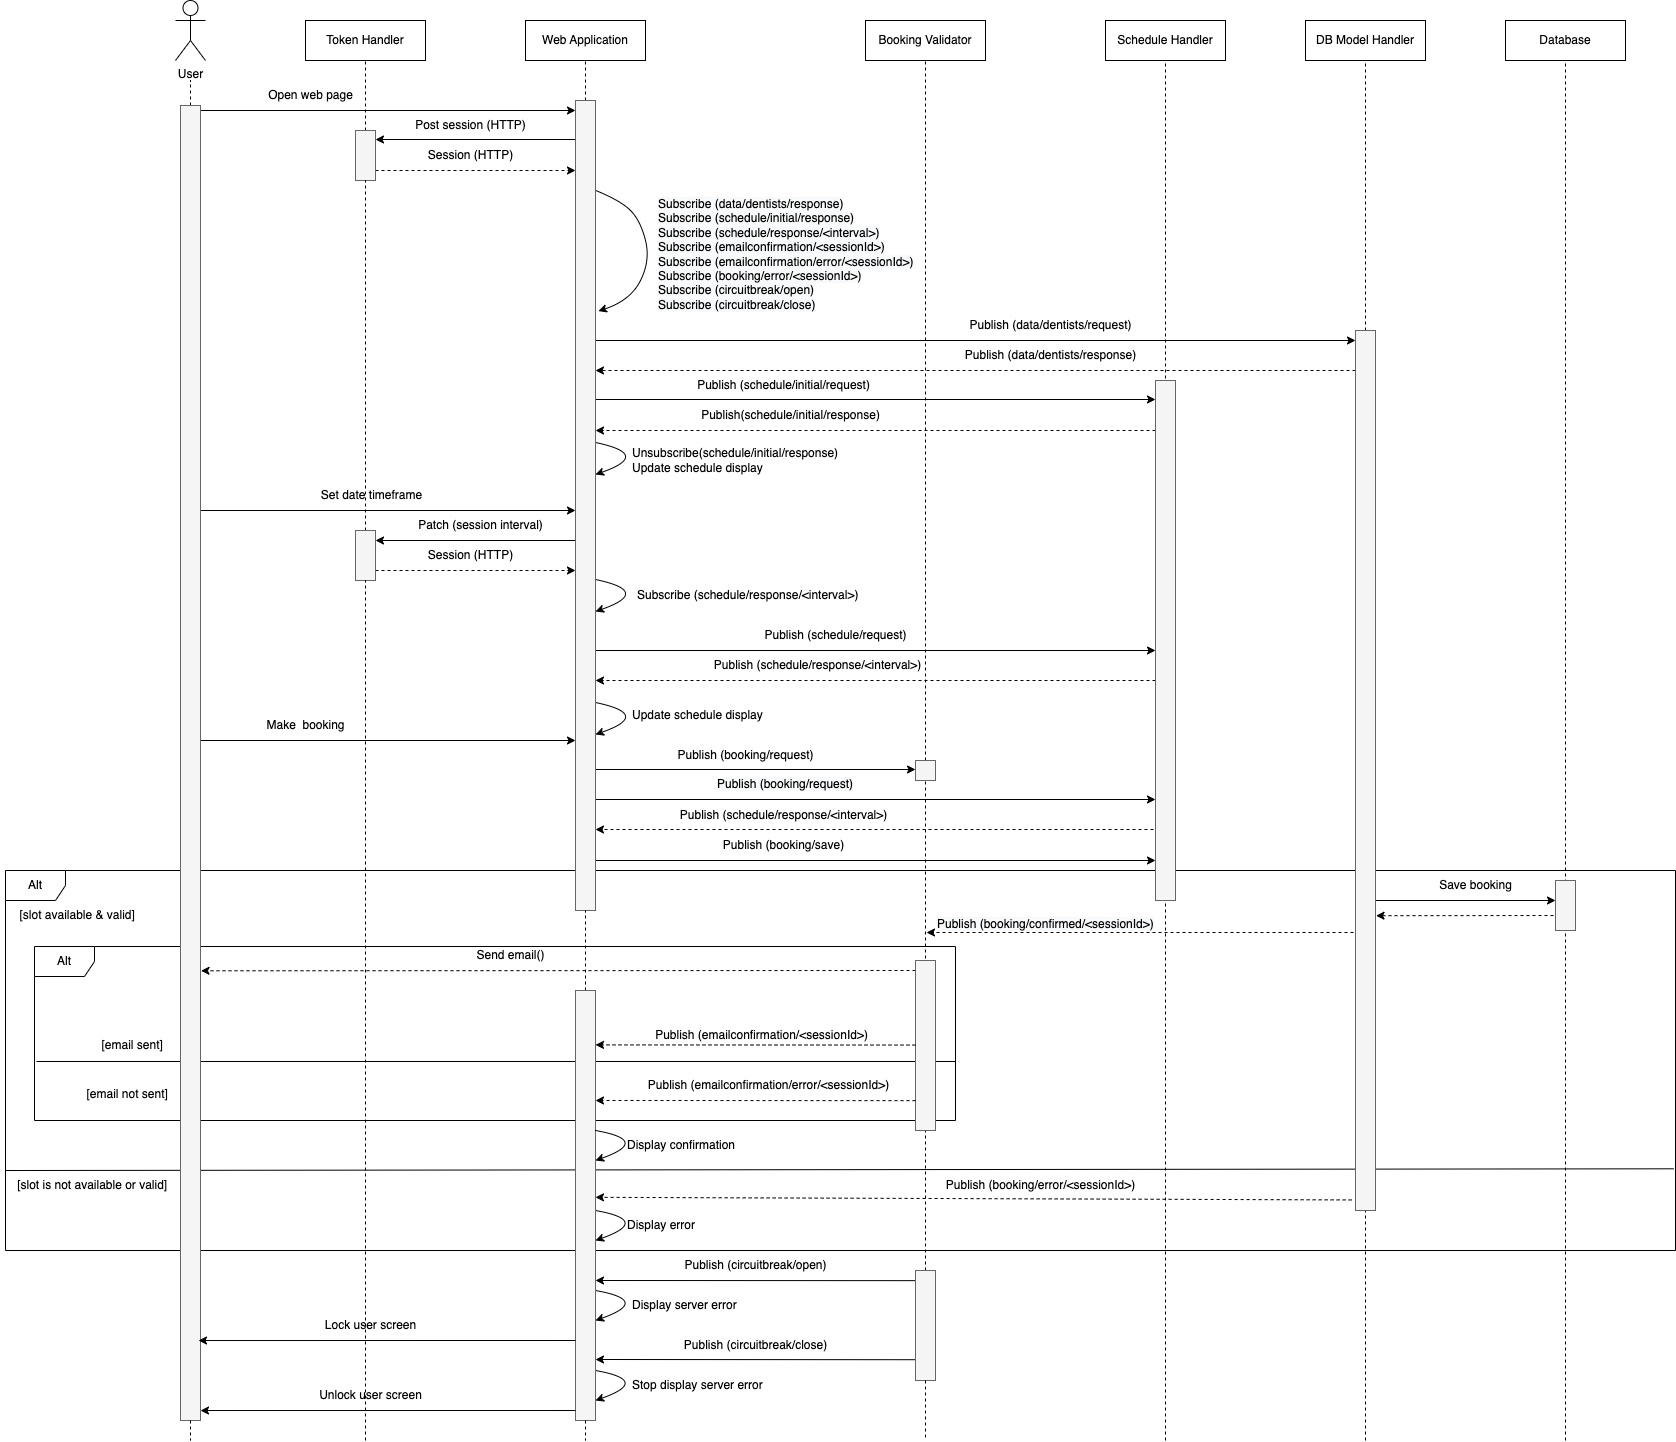 User
Token Handler
Web Application
Booking Validator
Schedule Handler
DB Model Handler
Database
Open web page
Post session (HTTP)
Session (HTTP)
Subscribe (data/dentists/response)
Subscribe (schedule/initial/response)
Subscribe (schedule/response/<interval>)
Subscribe (emailconfirmation/<sessionId>)
Subscribe (emailconfirmation/error/<sessionId>)
Subscribe (booking/error/<sessionId>)
Subscribe (circuitbreak/open)
Subscribe (circuitbreak/close)
Publish (data/dentists/request)
Publish (data/dentists/response)
Publish (schedule/initial/request)
Publish(schedule/initial/response)
Unsubscribe(schedule/initial/response)
Update schedule display
Set date timeframe
Patch (session interval)
Session (HTTP)
Subscribe (schedule/response/<interval>)
Publish (schedule/request)
Publish (schedule/response/<interval>)
Update schedule display
Make  booking
Publish (booking/request)
Publish (booking/request)
Publish (schedule/response/<interval>)
Publish (booking/save)
Alt
Save booking
[slot available & valid]
Publish (booking/confirmed/<sessionId>)
Alt
Send email()
Publish (emailconfirmation/<sessionId>)
[email sent]
Publish (emailconfirmation/error/<sessionId>)
[email not sent]
Display confirmation
[slot is not available or valid]
Publish (booking/error/<sessionId>)
Display error
Publish (circuitbreak/open)
Display server error
Lock user screen
Publish (circuitbreak/close)
Stop display server error
Unlock user screen